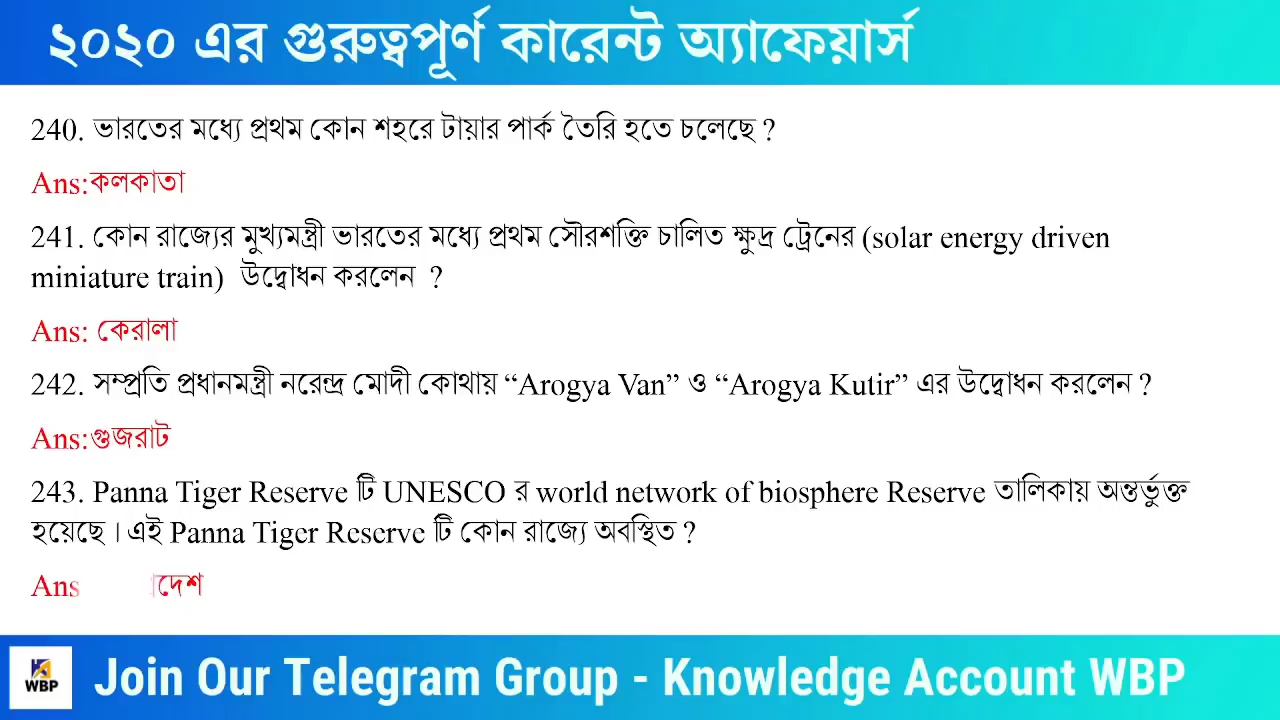 ২০২০ এর গুরুত্বপূর্ণ কারেন্ট অ্যাফেয়ার্স
240. ভারতের মধ্যে প্রথম কোন শহরে টায়ার পার্ক তৈরি হতে চলেছে ?
Ans:কলকাতা
241. কোন রাজ্যের মুখ্যমন্ত্রী ভারতের মধ্যে প্রথম সৌরশক্তি চালিত ক্ষুদ্র ট্রেনের (solar energy driven
miniature train) উদ্বোধন করলেন ?
Ans: কেরালা
242. সম্প্রতি প্রধানমন্ত্রী নরেন্দ্র মোদী কোথায় “Arogya Van” ও “Arogya Kutir” এর উদ্বোধন করলেন ?
Ans:গুজরাট
243. Panna Tiger Reserve টি UNESCO র world network of biosphere Reserve তালিকায় অন্তর্ভুক্ত
হয়েছে । এই Panna Tiger Reserve টি কোন রাজ্যে অবস্থিত ?
Ans
WBP
Join Our Telegram Group - Knowledge Account WBP